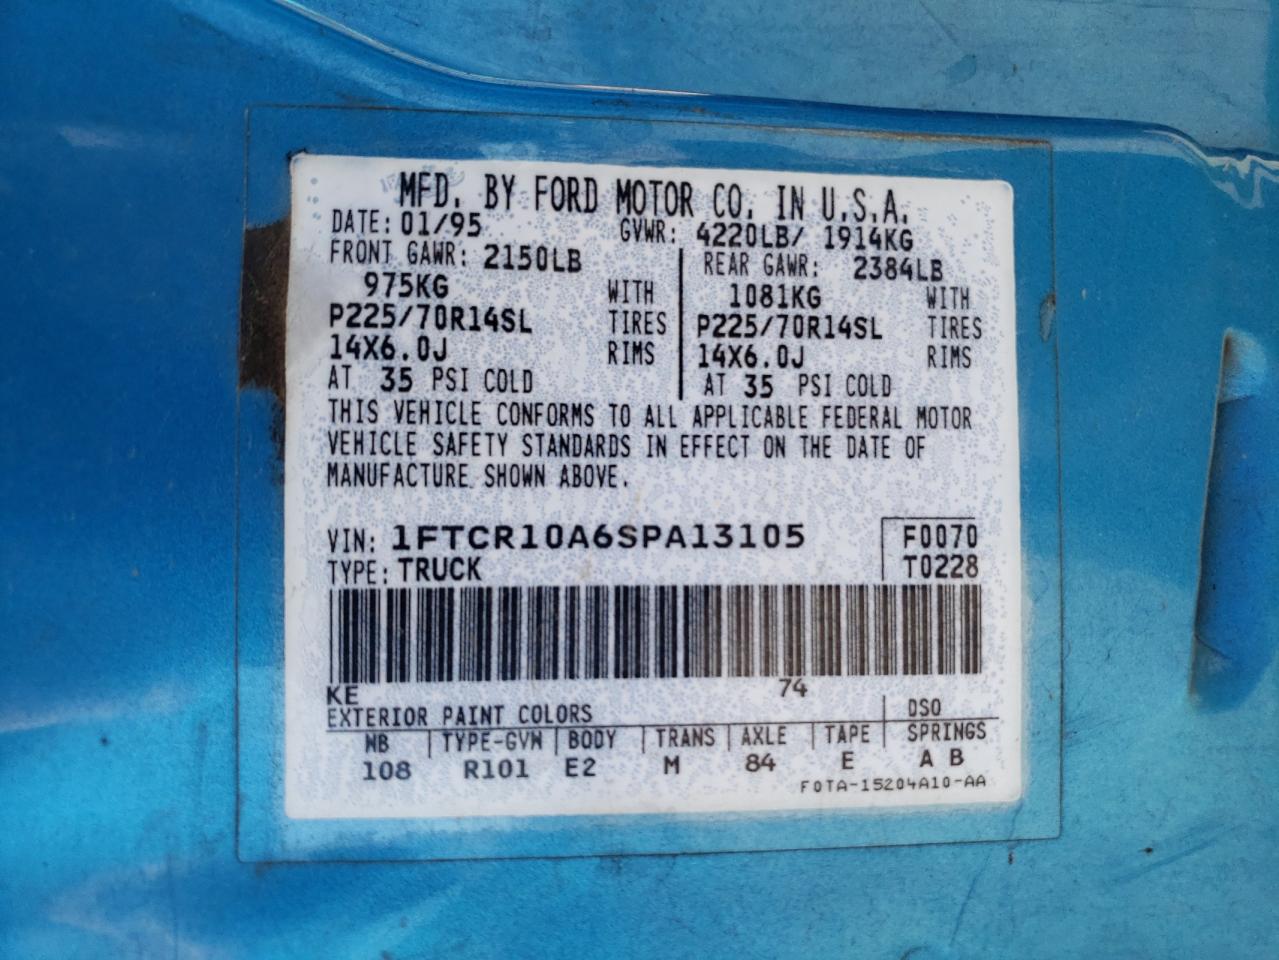 MFD. BY FORD MOTOR CO. IN U.S.A.
DATE: 01/95 GVWR: 4220LB/ 1914KG
FRONT GAWR: 2150LB REAR GAWR: 2384LB
975KG WITH 1081KG WITH
P225/70R14SL TIRES P225/70R14SL TIRES
14X6.0J RIMS 14X6.0J RIMS
AT 35 PSI COLD AT 35 PSI COLD
THIS VEHICLE CONFORMS TO ALL APPLICABLE FEDERAL MOTOR
VEHICLE SAFETY STANDARDS IN EFFECT ON THE DATE OF
MANUFACTURE SHOWN ABOVE.
VIN: 1FTCR10A6SPA13105 F0070
TYPE: TRUCK T0228
KE 74
EXTERIOR PAINT COLORS DSO
WB TYPE-GVW BODY TRANS AXLE TAPE SPRINGS
108 R101 E2 M 84 E A B
F0TA-15204A10-AA